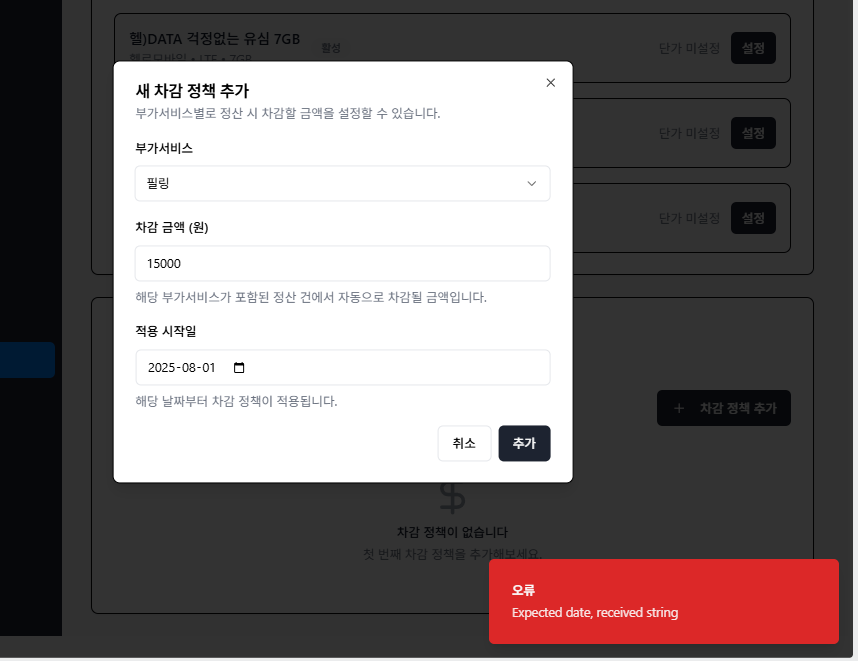 헬)DATA 걱정없는 유심 7GB
활성
헬로모바일 • LTE • 7GB
단가 미설정
설정
새 차감 정책 추가
부가서비스별로 정산 시 차감할 금액을 설정할 수 있습니다.
단가 미설정
설정
부가서비스
필링
단가 미설정
설정
차감 금액 (원)
15000
해당 부가서비스가 포함된 정산 건에서 자동으로 차감될 금액입니다.
적용 시작일
2025-08-01
해당 날짜부터 차감 정책이 적용됩니다.
+ 차감 정책 추가
취소
추가
차감 정책이 없습니다
첫 번째 차감 정책을 추가해보세요.
오류
Expected date, received string